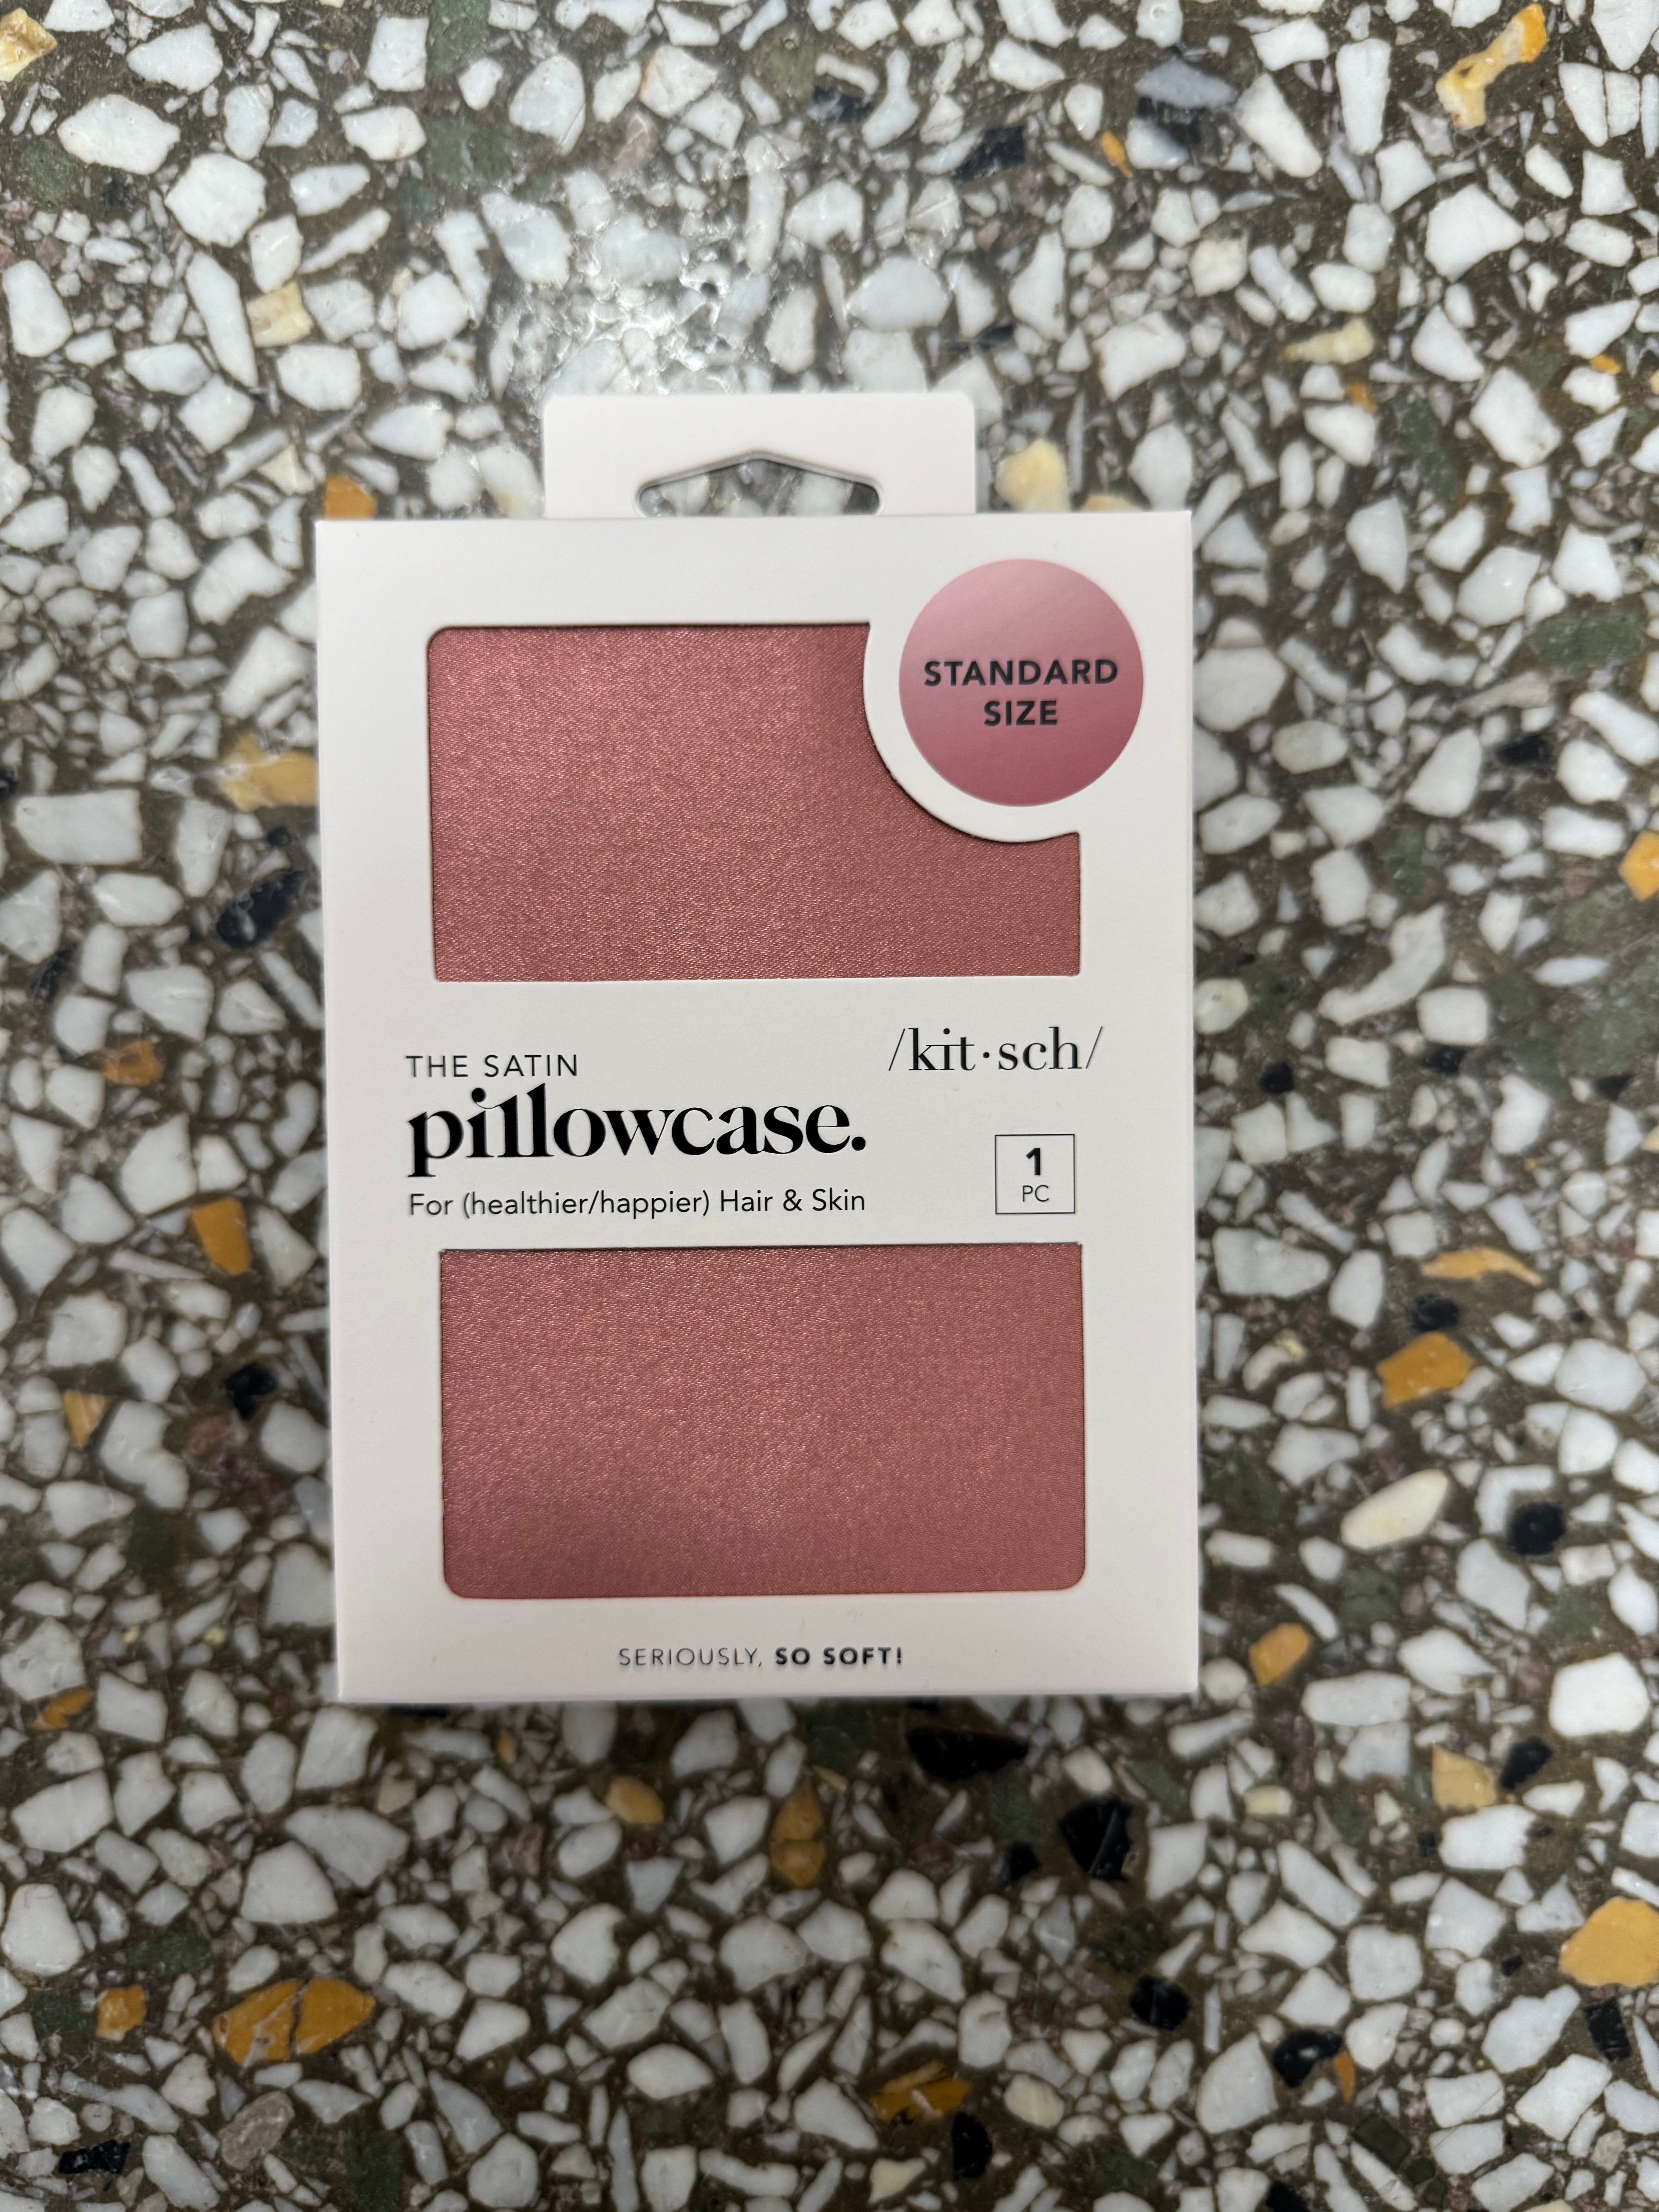 STANDARD
SIZE
/kit·sch/
THE SATIN
pillowcase.
For (healthier/happier) Hair & Skin
1
PC
SERIOUSLY, SO SOFT!